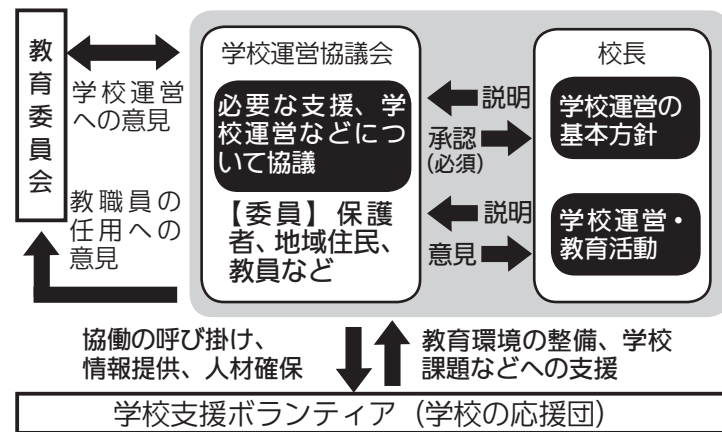 教育委員会
学校運営
への意見
教職員の
任用への
意見
学校運営協議会
必要な支援、学
校運営などにつ
いて協議
【委員】保護
者、地域住民、
教員など
説明
承認
(必須)
説明
意見
校長
学校運営の
基本方針
学校運営・
教育活動
協働の呼び掛け、
情報提供、人材確保
教育環境の整備、学校
課題などへの支援
学校支援ボランティア（学校の応援団）